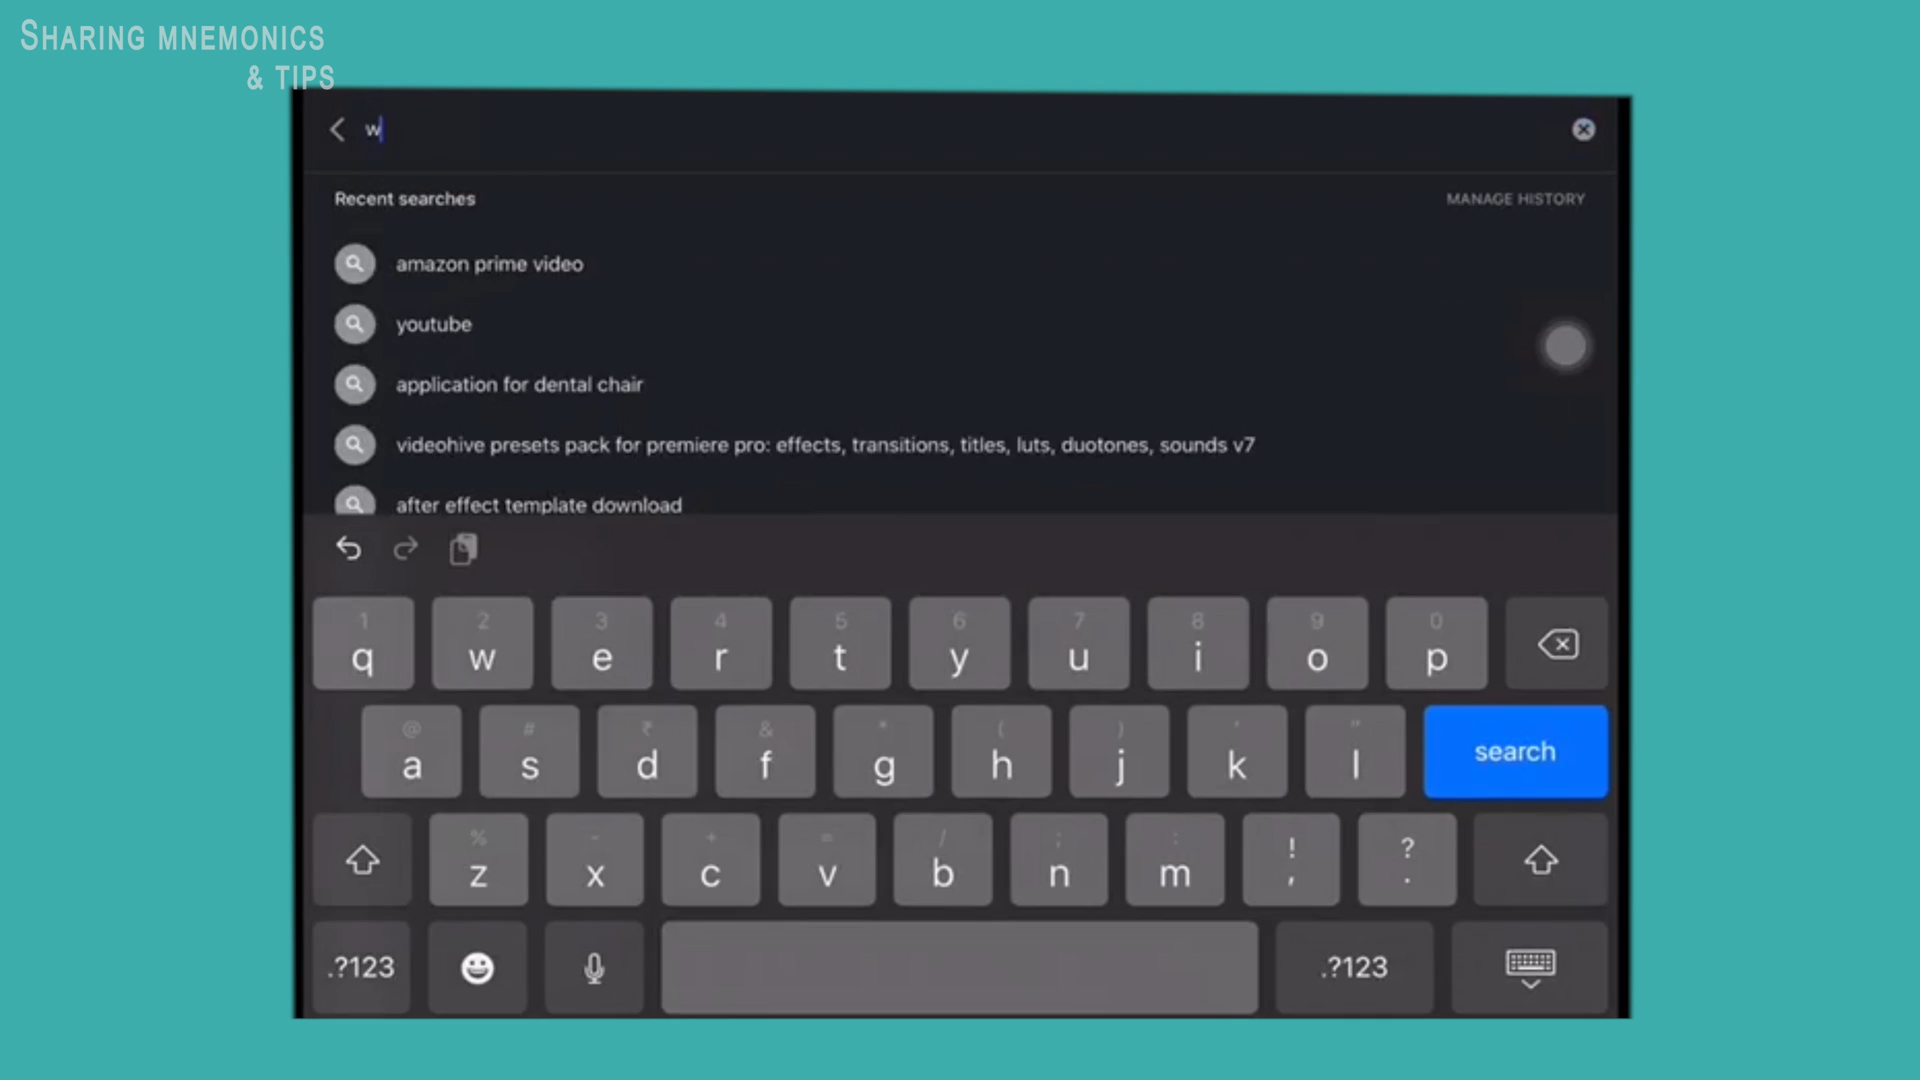 SHARING MNEMONICS
& TIPS
w
Recent searches
MANAGE HISTORY
amazon prime video
youtube
application for dental chair
videohive presets pack for premiere pro: effects, transitions, titles, luts, duotones, sounds v7
after effect template download
1 2 3 4 5 6 7 8 9 0
q w e r t y u i o p
@ # ₹ & * ( ) ' "
a s d f g h j k l search
% - + = / ; : ! ?
z x c v b n m , .
.?123 .?123